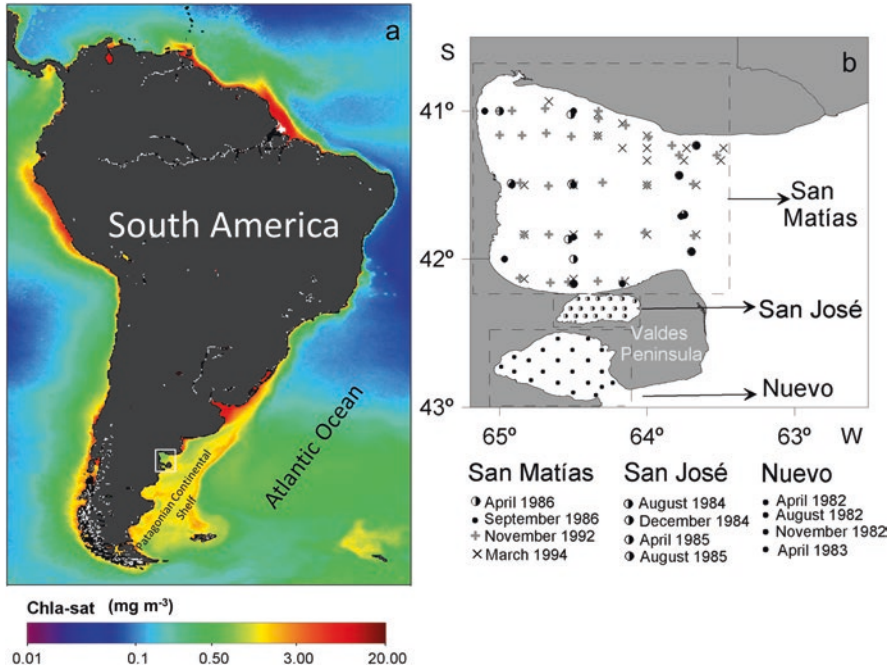 a
South America
Atlantic Ocean
Patagonian Continental
Shelf
Chla-sat (mg m-3)
0.01 0.1 0.50 3.00 20.00
S
b
41º
42º
43º
San
Matías
San José
Valdes
Peninsula
Nuevo
65º 64º 63º W
San Matías
April 1986
September 1986
November 1992
March 1994
San José
August 1984
December 1984
April 1985
August 1985
Nuevo
April 1982
August 1982
November 1982
April 1983